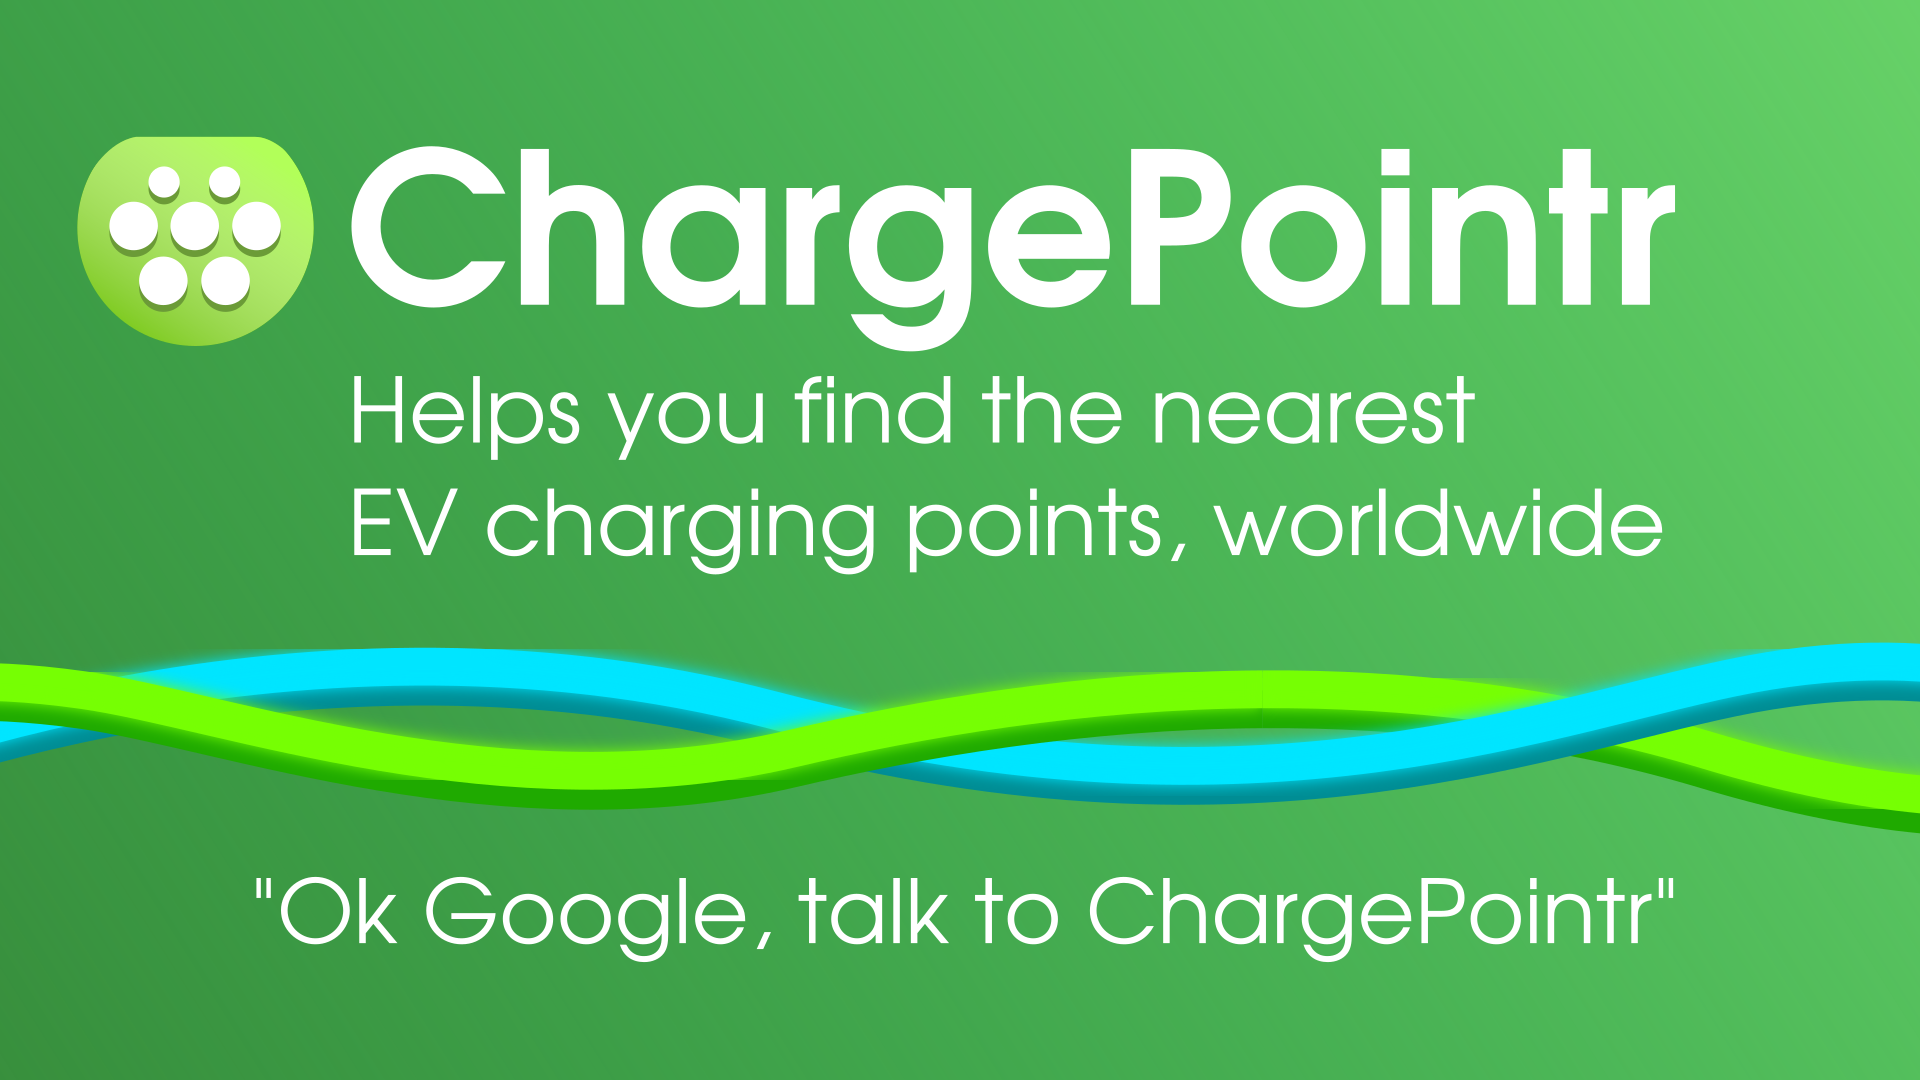 ChargePointr
Helps you find the nearest
EV charging points, worldwide
"Ok Google, talk to ChargePointr"